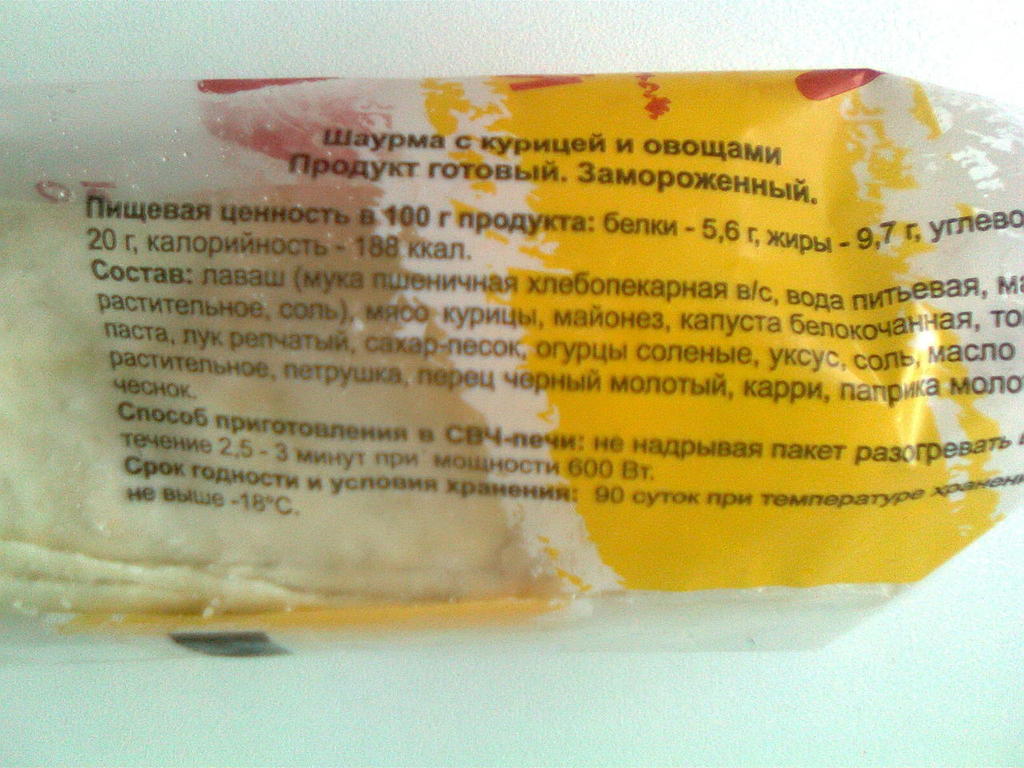 Шаурма с курицей и овощами
Продукт готовый. Замороженный.
Пищевая ценность в 100 г продукта: белки - 5,6 г, жиры - 9,7 г, углево
20 г, калорийность - 188 ккал.
Состав: лаваш (мука пшеничная хлебопекарная в/с, вода питьевая, ма
растительное, соль), мясо курицы, майонез, капуста белокочанная, то
паста, лук репчатый, сахар-песок, огурцы соленые, уксус, соль, масло
растительное, петрушка, перец черный молотый, карри, паприка моло
чеснок.
Способ приготовления в СВЧ-печи: не надрывая пакет разогревать в
течение 2,5 - 3 минут при мощности 600 Вт.
Срок годности и условия хранения: 90 суток при температуре хранени
не выше -18°С.